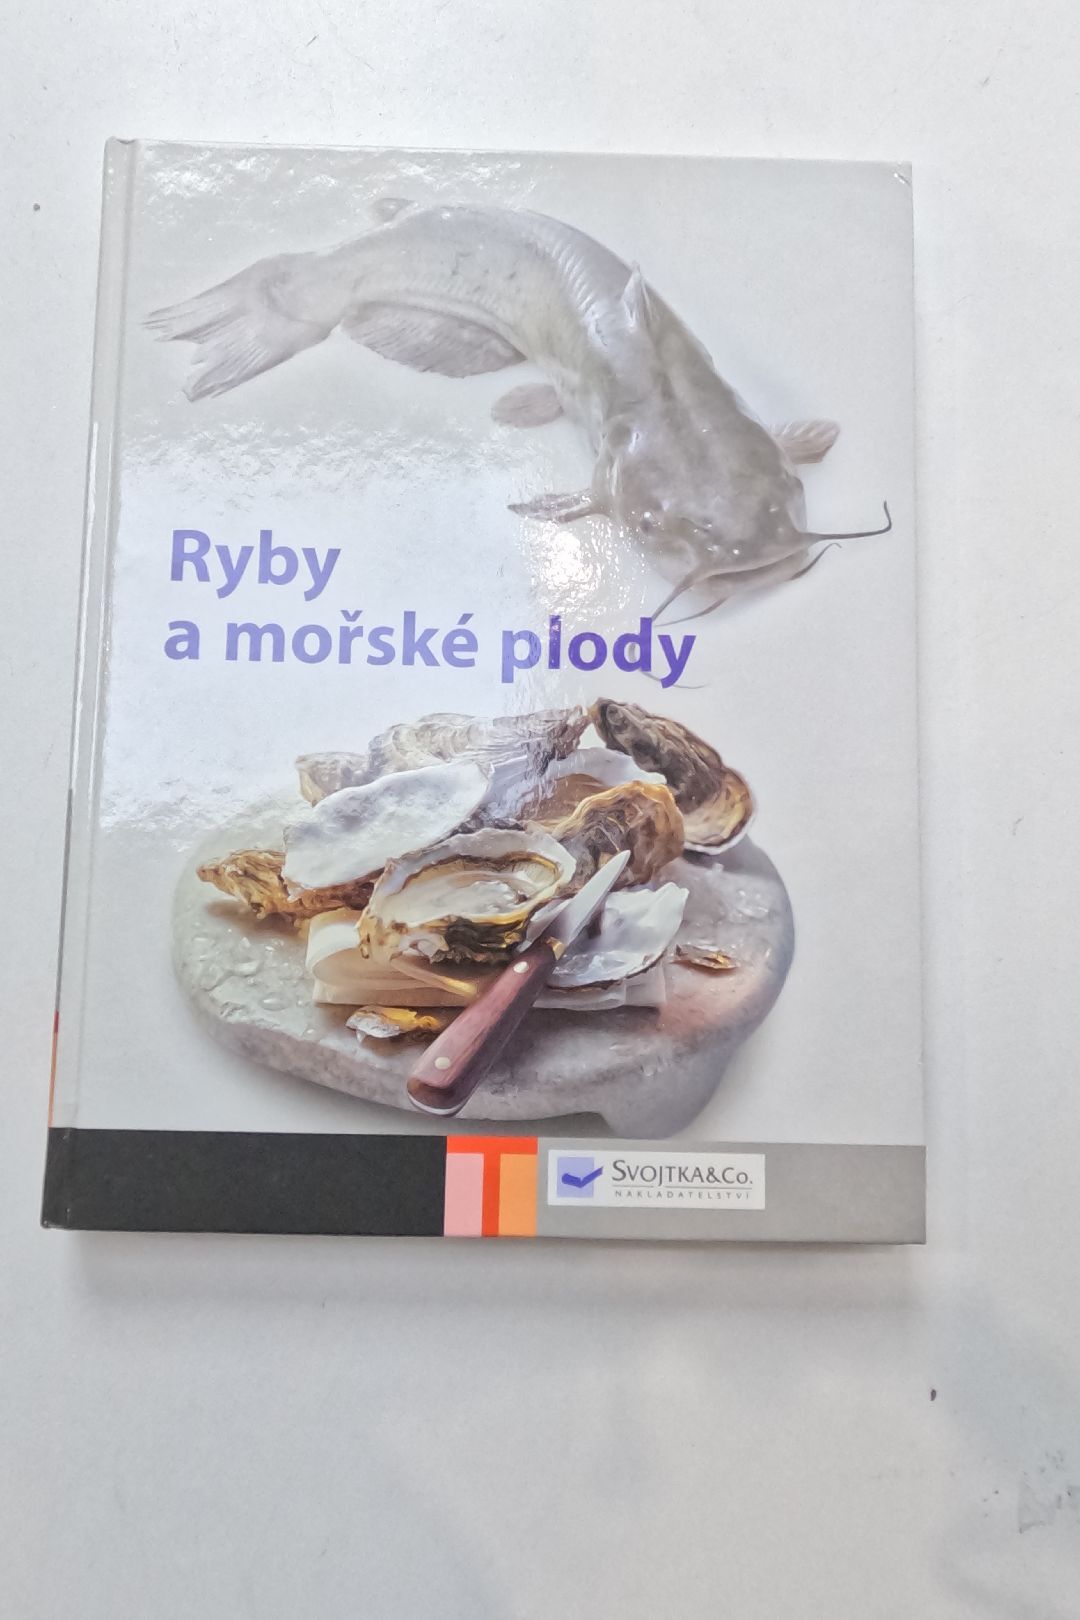 Ryby
a mořské plody
T
SVOJTKA&Co.
NAKLADATELSTVÍ